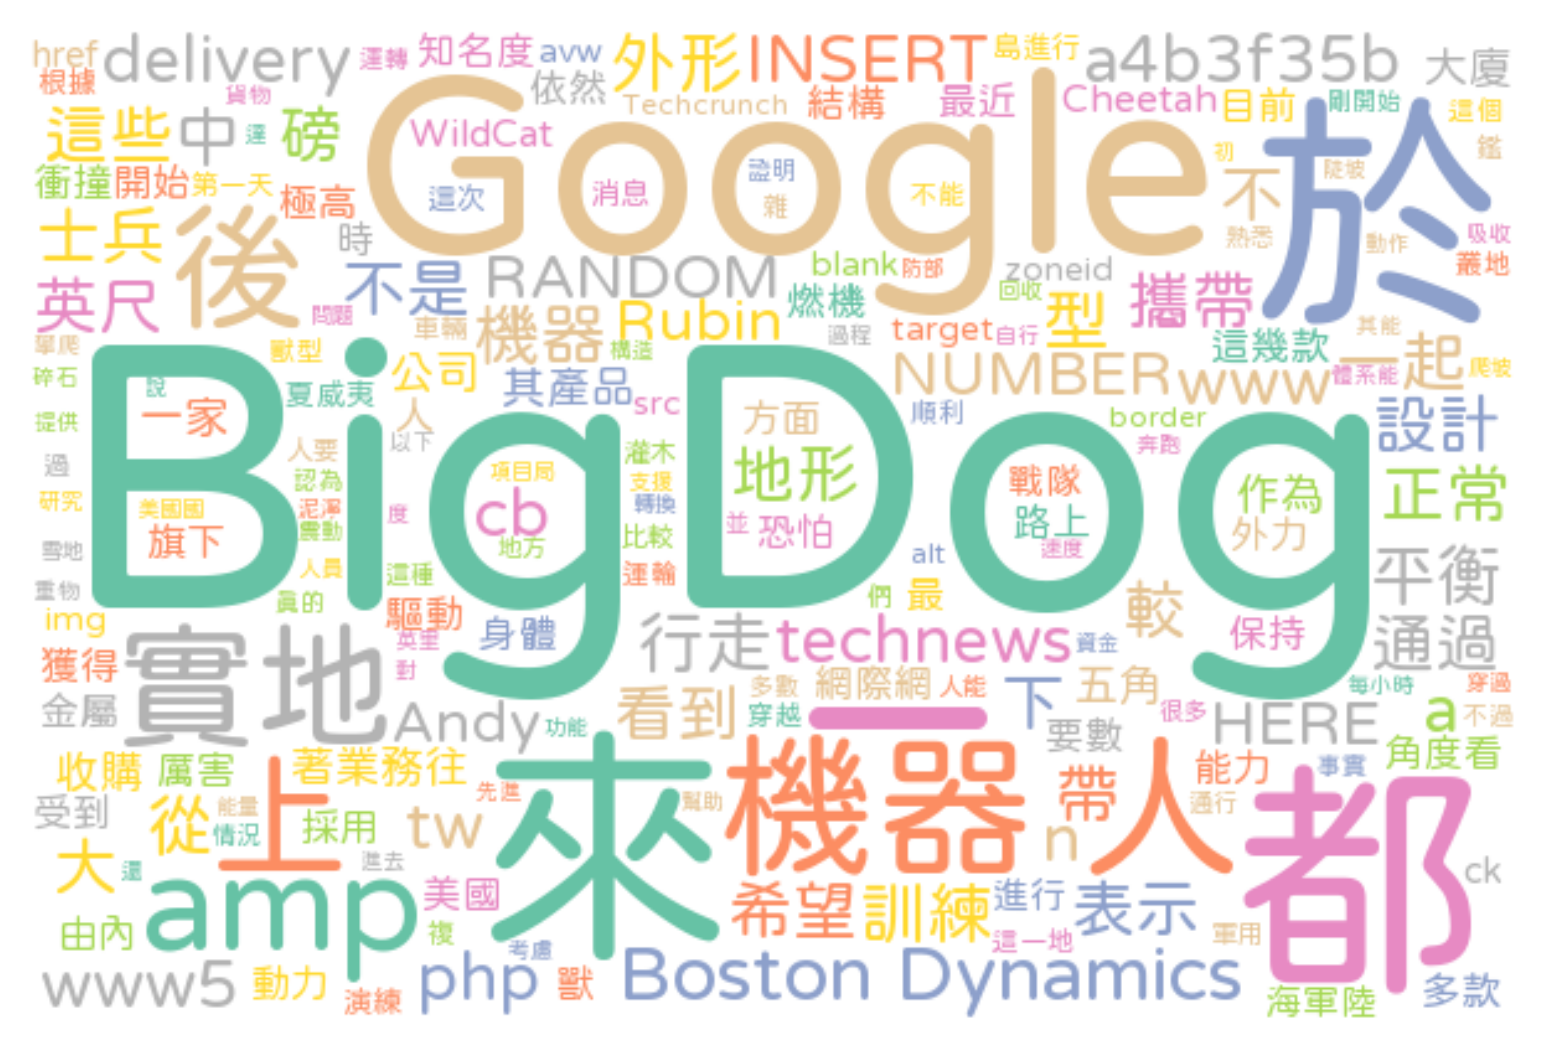 href delivery 運轉 知名度 avw 外形 INSERT 島進行 a4b3f35b 大廈
根據 貨物 依然 Techcrunch 結構 最近 Cheetah 目前 剛開始 這個
這些 中 達 磅 WildCat Google 於 鑑
衝撞 開始 第一天 極高 這次 消息 證明 雜 不能 初 不 陡坡
士兵 後 時 熟悉 動作 吸收
英尺 問題 不是 RANDOM blank 防部 zoneid 回收 攜帶 叢地
攀爬 獸型 車輛 機器 構造 Rubin 燃機 過程 target 自行 型 這幾款 其能
碎石 說 夏威夷 公司 其產品 NUMBER www 體系能 一起 爬坡
提供 一家 人 src 方面 順利 border 設計
過 人要 以下 灌木 地形 奔跑
BigDog
研究 美國國 認為 泥濘 項目局 支援 戰隊 作為 正常
雪地 旗下 震動 度 cb 地方 轉換 比較 並 恐怕 路上 速度 外力
重物 人員 這種 運輸 alt 平衡
img 真的 驅動 們 最 較
獲得 實地 英里 對 身體 行走 technews 資金 保持 通過
金屬 Andy 功能 看到 多數 網際網 人能 下 五角 每小時 穿過
穿越 一 要數 很多 HERE a 不過
收購 厲害 著業務往 先進 來 機器人 帶 能力 事實 角度看
受到 從 能量 上 採用 tw 幫助 n 通行 都
大 還 情況 進去 ck
amp 美國 希望 訓練 進行 表示
由內 複 考慮 這一地 軍用
www5 動力 演練 php 獸 Boston Dynamics 海軍陸 多款